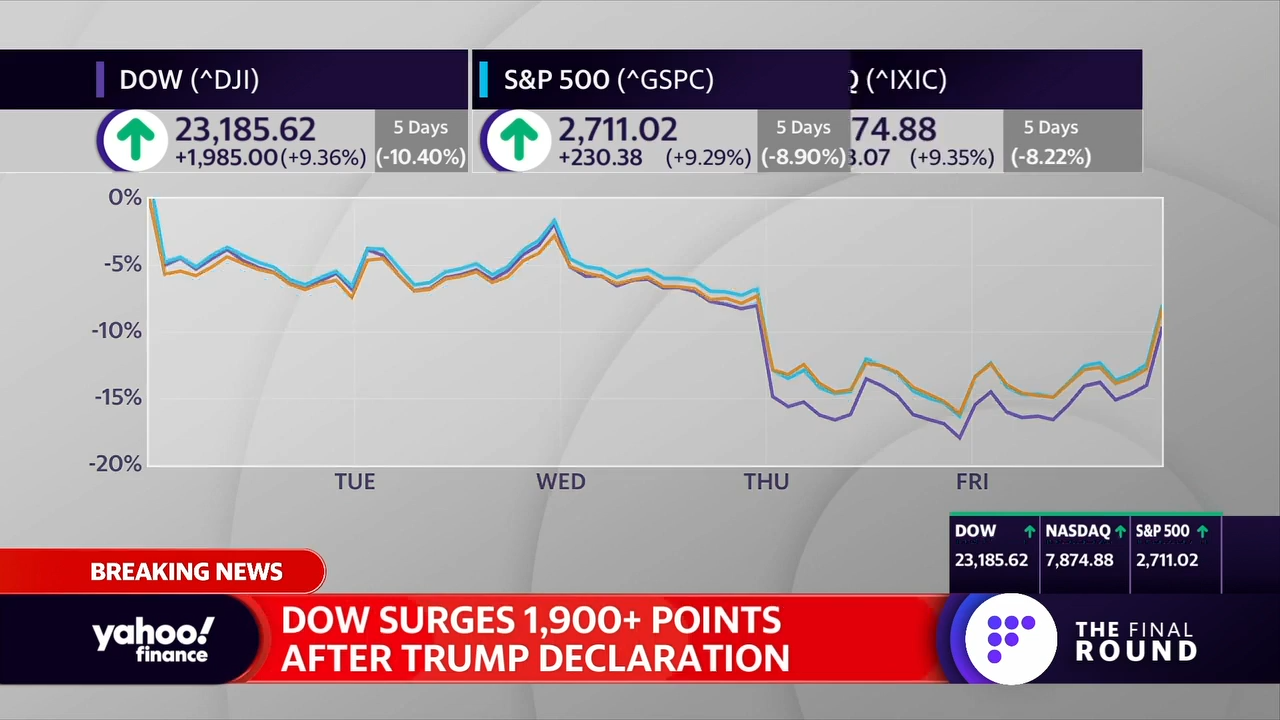 DOW (^DJI)
S&P 500 (^GSPC)
Q (^IXIC)
23,185.62
+1,985.00 (+9.36%)
5 Days
(-10.40%)
2,711.02
+230.38 (+9.29%)
5 Days
(-8.90%)
74.88
3.07 (+9.35%)
5 Days
(-8.22%)
0%
-5%
-10%
-15%
-20%
TUE WED THU FRI
DOW NASDAQ S&P 500
23,185.62 7,874.88 2,711.02
BREAKING NEWS
yahoo!
finance
DOW SURGES 1,900+ POINTS
AFTER TRUMP DECLARATION
THE FINAL
ROUND